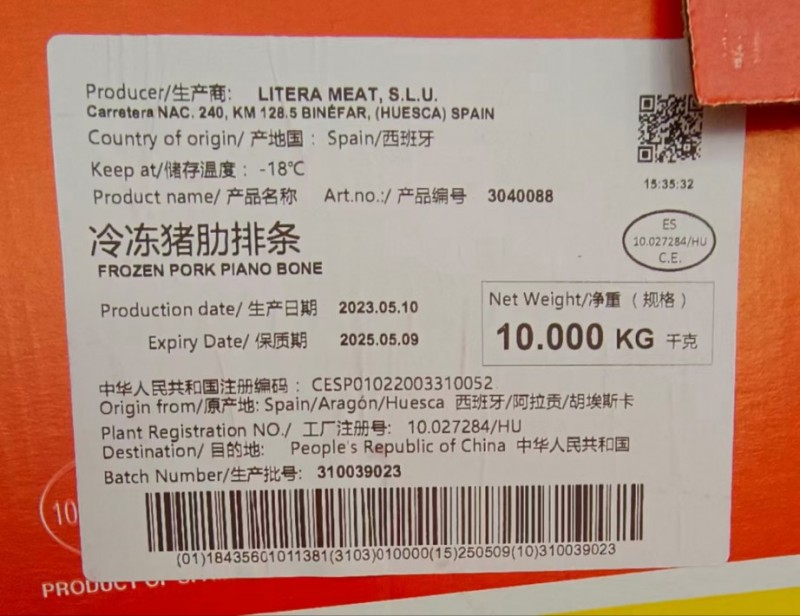 Producer/生产商: LITERA MEAT, S.L.U.
Carretera NAC. 240, KM 128.5 BINÉFAR, (HUESCA) SPAIN
Country of origin/ 产地国 : Spain/西班牙
Keep at/储存温度 : -18℃
15:35:32
Product name/ 产品名称 Art.no.:/ 产品编号 3040088
冷冻猪肋排条
FROZEN PORK PIANO BONE
ES
10.027284/HU
C.E.
Production date/ 生产日期 2023.05.10
Expiry Date/ 保质期 2025.05.09
Net Weight/净重 ( 规格 )
10.000 KG 千克
中华人民共和国注册编码 : CESP01022003310052
Origin from/原产地: Spain/Aragón/Huesca 西班牙/阿拉贡/胡埃斯卡
Plant Registration NO./ 工厂注册号: 10.027284/HU
Destination/ 目的地: People's Republic of China 中华人民共和国
Batch Number/生产批号: 310039023
(01)18435601011381(3103)010000(15)250509(10)310039023
10
PRODUCT OF